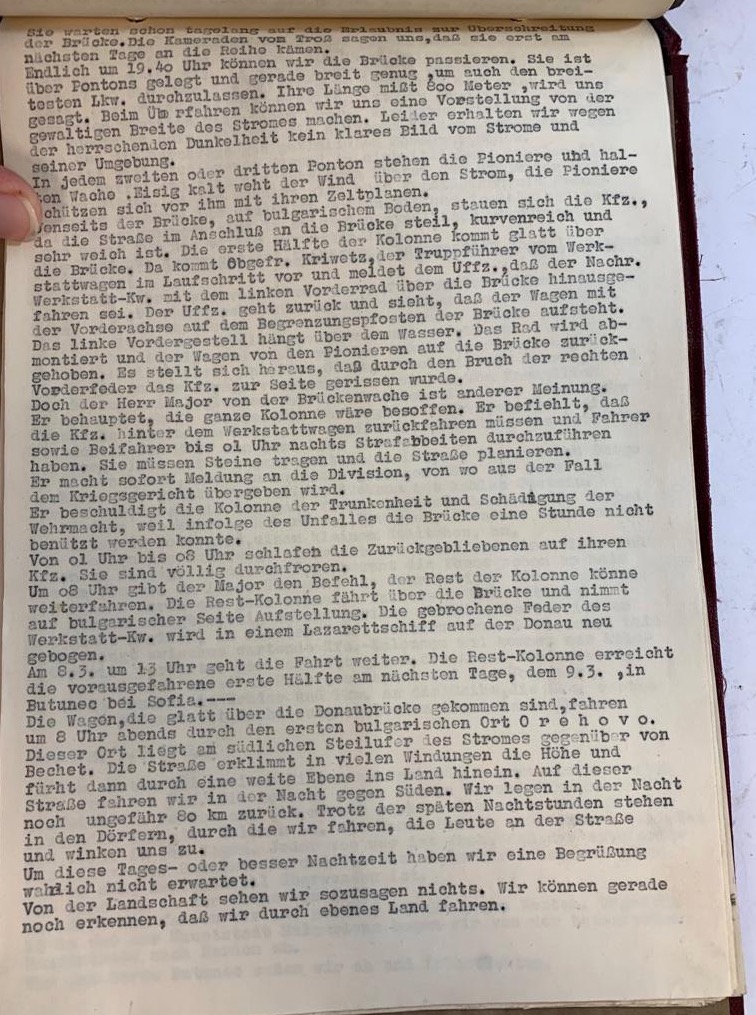 Sie warten schon tagelang auf die Erlaubnis zur Überschreitung
der Brücke.Die Kameraden vom Troß sagen uns,daß sie erst am
nächsten Tage an die Reihe kämen.
Endlich um 19.40 Uhr können wir die Brücke passieren. Sie ist
über Pontons gelegt und gerade breit genug ,um auch den brei-
testen Lkw. durchzulassen. Ihre Länge mißt 800 Meter ,wird uns
gesagt. Beim Überfahren können wir uns eine Vorstellung von der
gewaltigen Breite des Stromes machen. Leider erhalten wir wegen
der herrschenden Dunkelheit kein klares Bild vom Strome und
seiner Umgebung.
In jedem zweiten oder dritten Ponton stehen die Pioniere und hal-
ten Wache .Eisig kalt weht der Wind über den Strom, die Pioniere
schützen sich vor ihm mit ihren Zeltplanen.
Jenseits der Brücke, auf bulgarischem Boden, stauen sich die Kfz.,
da die Straße im Anschluß an die Brücke steil, kurvenreich und
sehr weich ist. Die erste Hälfte der Kolonne kommt glatt über
die Brücke. Da kommt Obgefr. Kriwetz,der Truppführer vom Werk-
stattwagen im Laufschritt vor und meldet dem Uffz.,daß der Nachr.
Werkstatt-Kw. mit dem linken Vorderrad über die Brücke hinausge-
fahren sei. Der Uffz. geht zurück und sieht, daß der Wagen mit
der Vorderachse auf dem Begrenzungspfosten der Brücke aufsteht.
Das linke Vordergestell hängt über dem Wasser. Das Rad wird ab-
montiert und der Wagen von den Pionieren auf die Brücke zurück-
gehoben. Es stellt sich heraus, daß durch den Bruch der rechten
Vorderfeder das Kfz. zur Seite gerissen wurde.
Doch der Herr Major von der Brückenwache ist anderer Meinung.
Er behauptet, die ganze Kolonne wäre besoffen. Er befiehlt, daß
die Kfz. hinter dem Werkstattwagen zurückfahren müssen und Fahrer
sowie Beifahrer bis 01 Uhr nachts Strafabbeiten durchzuführen
haben. Sie müssen Steine tragen und die Straße planieren.
Er macht sofort Meldung an die Division, von wo aus der Fall
dem Kriegsgericht übergeben wird.
Er beschuldigt die Kolonne der Trunkenheit und Schädigung der
Wehrmacht, weil infolge des Unfalles die Brücke eine Stunde nicht
benützt werden konnte.
Von 01 Uhr bis 08 Uhr schlafen die Zurückgebliebenen auf ihren
Kfz. Sie sind völlig durchfroren.
Um 08 Uhr gibt der Major den Befehl, der Rest der Kolonne könne
weiterfahren. Die Rest-Kolonne fährt über die Brücke und nimmt
auf bulgarischer Seite Aufstellung. Die gebrochene Feder des
Werkstatt-Kw. wird in einem Lazarettschiff auf der Donau neu
gebogen.
Am 8.3. um 13 Uhr geht die Fahrt weiter. Die Rest-Kolonne erreicht
die vorausgefahrene erste Hälfte am nächsten Tage, dem 9.3. ,in
Butunec bei Sofia.---
Die Wagen,die glatt über die Donaubrücke gekommen sind,fahren
um 8 Uhr abends durch den ersten bulgarischen Ort O r e h o v o.
Dieser Ort liegt am südlichen Steilufer des Stromes gegenüber von
Bechet. Die Straße erklimmt in vielen Windungen die Höhe und
fürht dann durch eine weite Ebene ins Land hinein. Auf dieser
Straße fahren wir in der Nacht gegen Süden. Wir legen in der Nacht
noch ungefähr 80 km zurück. Trotz der späten Nachtstunden stehen
in den Dörfern, durch die wir fahren, die Leute an der Straße
und winken uns zu.
Um diese Tages- oder besser Nachtzeit haben wir eine Begrüßung
wahrlich nicht erwartet.
Von der Landschaft sehen wir sozusagen nichts. Wir können gerade
noch erkennen, daß wir durch ebenes Land fahren.